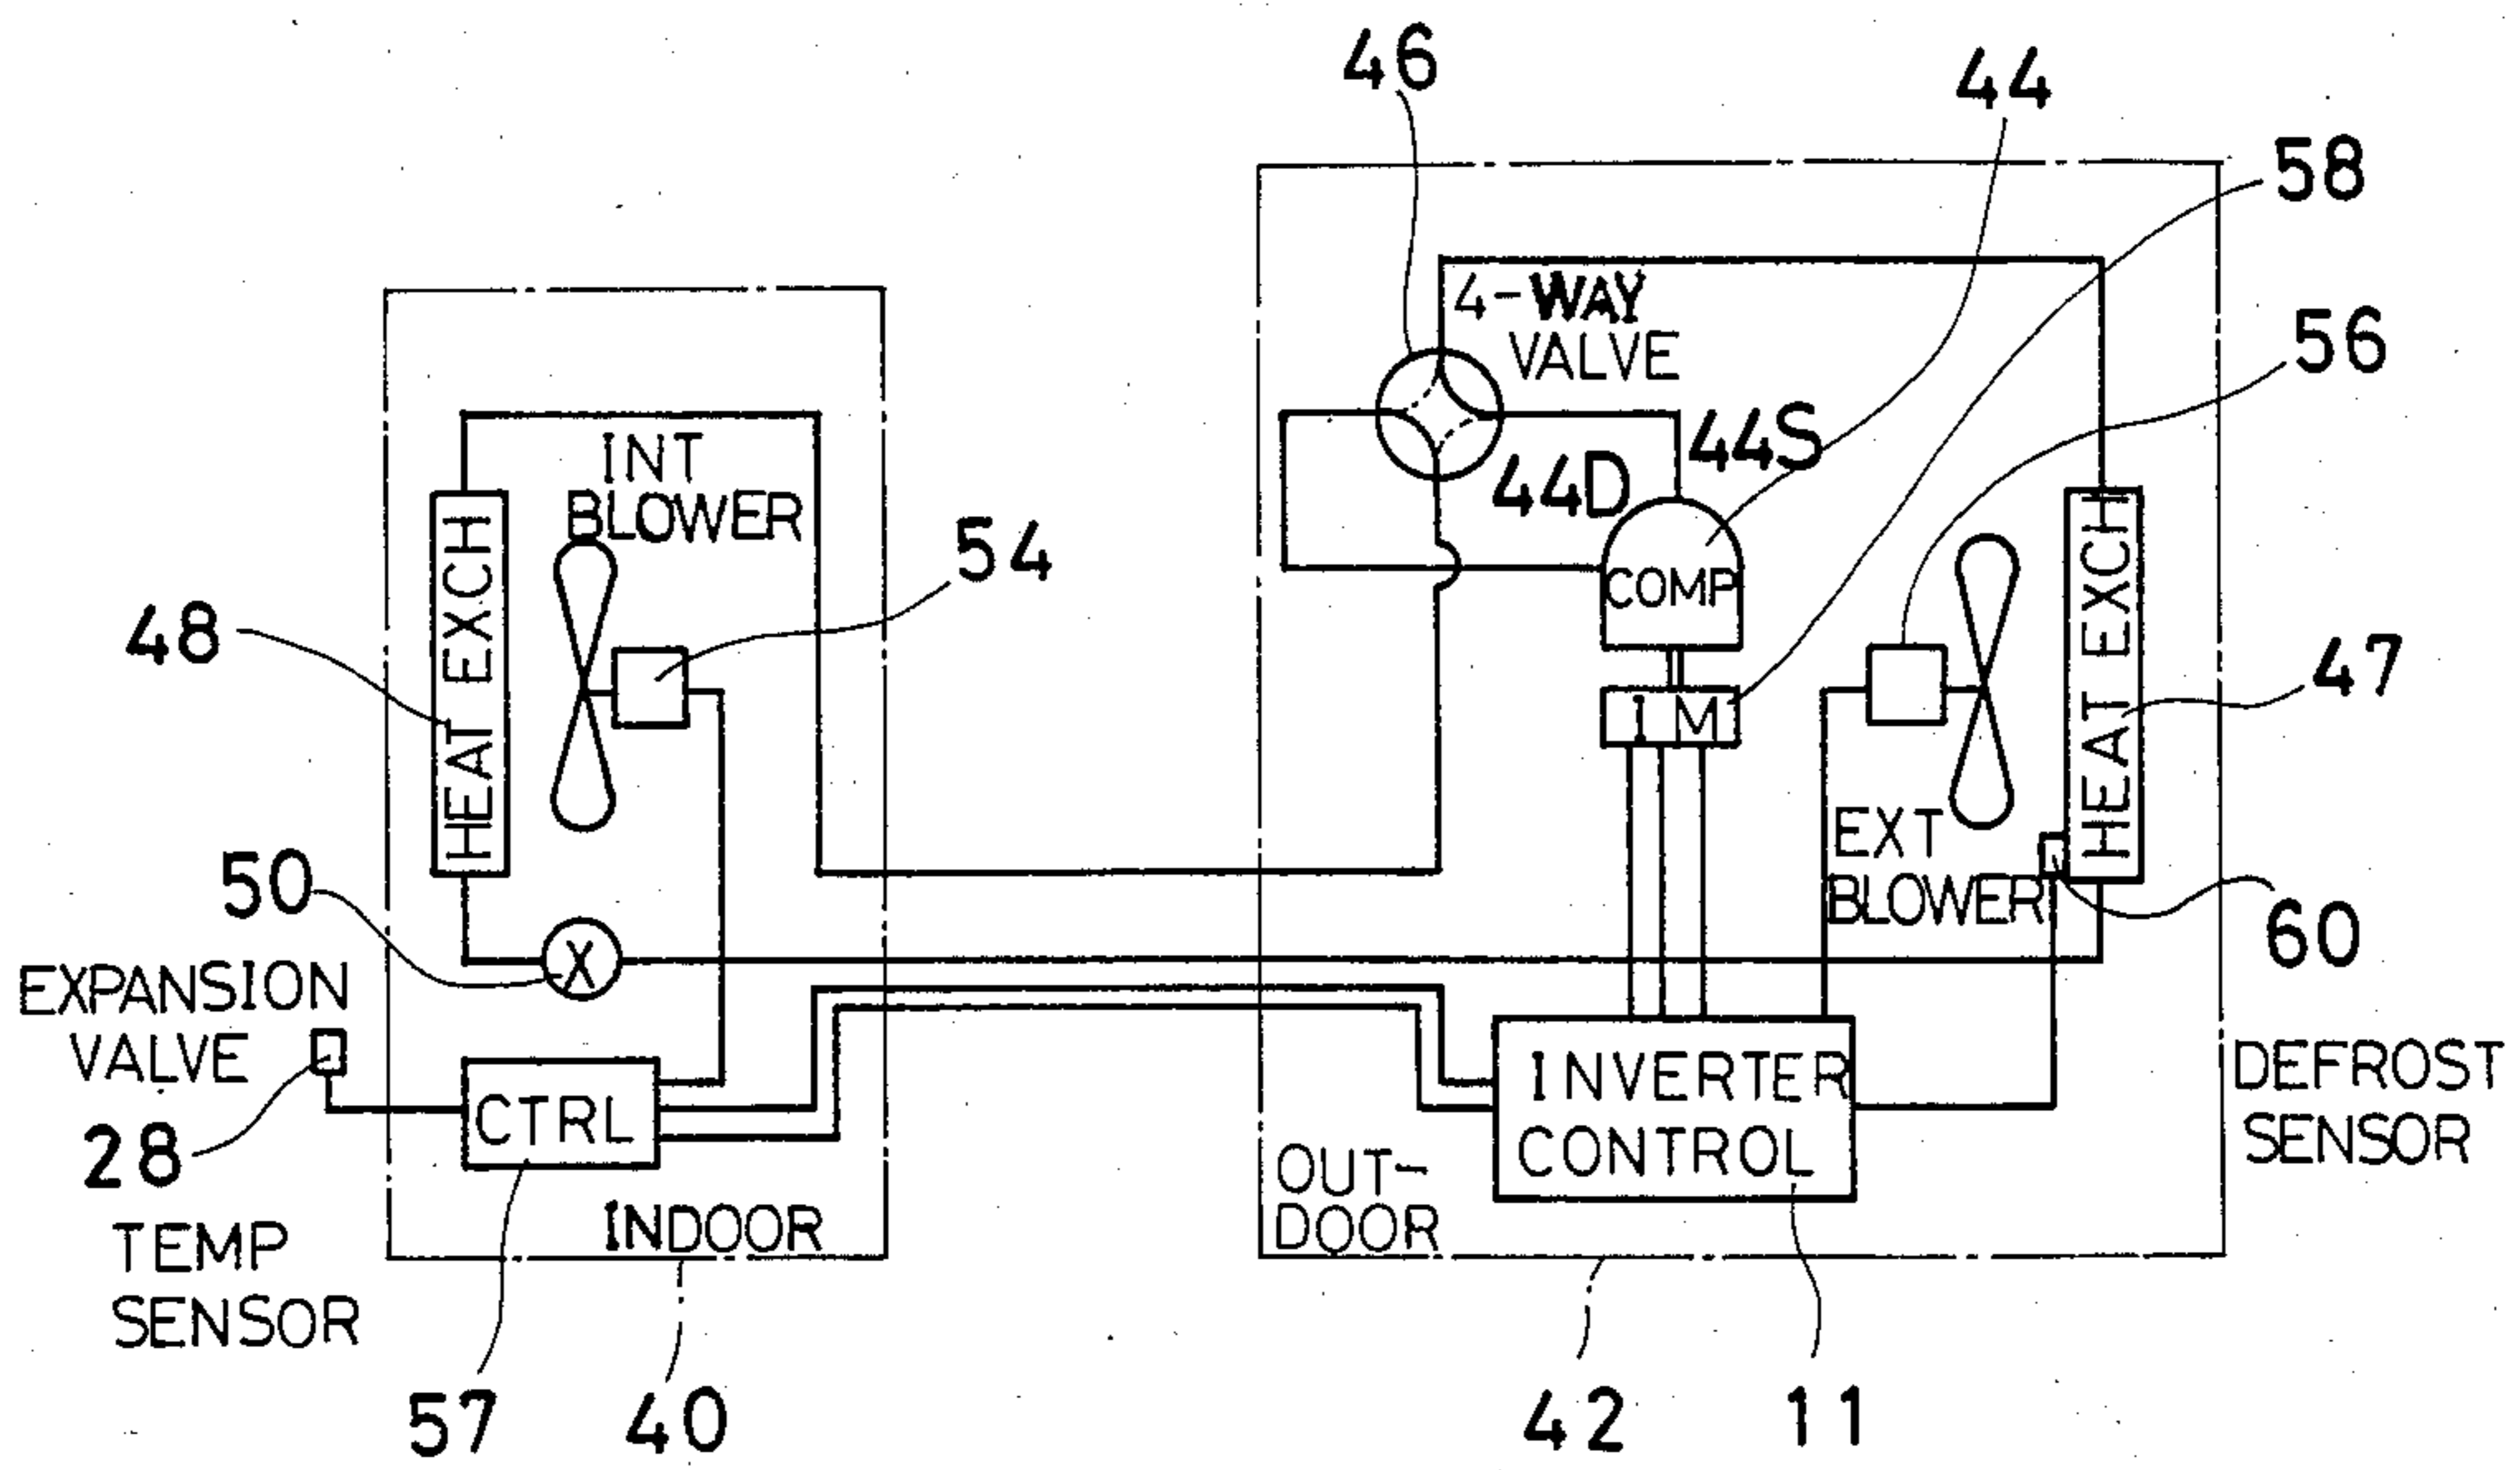 46
44
58
4-WAY
VALVE
56
INT
BLOWER
44S
44D
54
HEAT EXCH
COMP
HEAT EXCH
48
47
I M
50
EXT
BLOWER
60
EXPANSION
VALVE
28
CTRL
INVERTER
CONTROL
DEFROST
SENSOR
OUT-
DOOR
INDOOR
TEMP
SENSOR
57
40
42
11